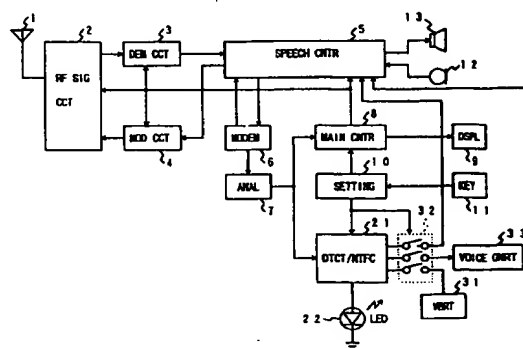 1
2
3
5
13
RF SIG
CCT
DEM CCT
SPEECH CNTR
12
MOD CCT
4
MODEM
6
8
MAIN CNTR
DSPL
9
ANAL
7
10
SETTING
KEY
11
21
32
33
DTCT/NTFC
VOICE GNRT
31
VBRT
22
LED